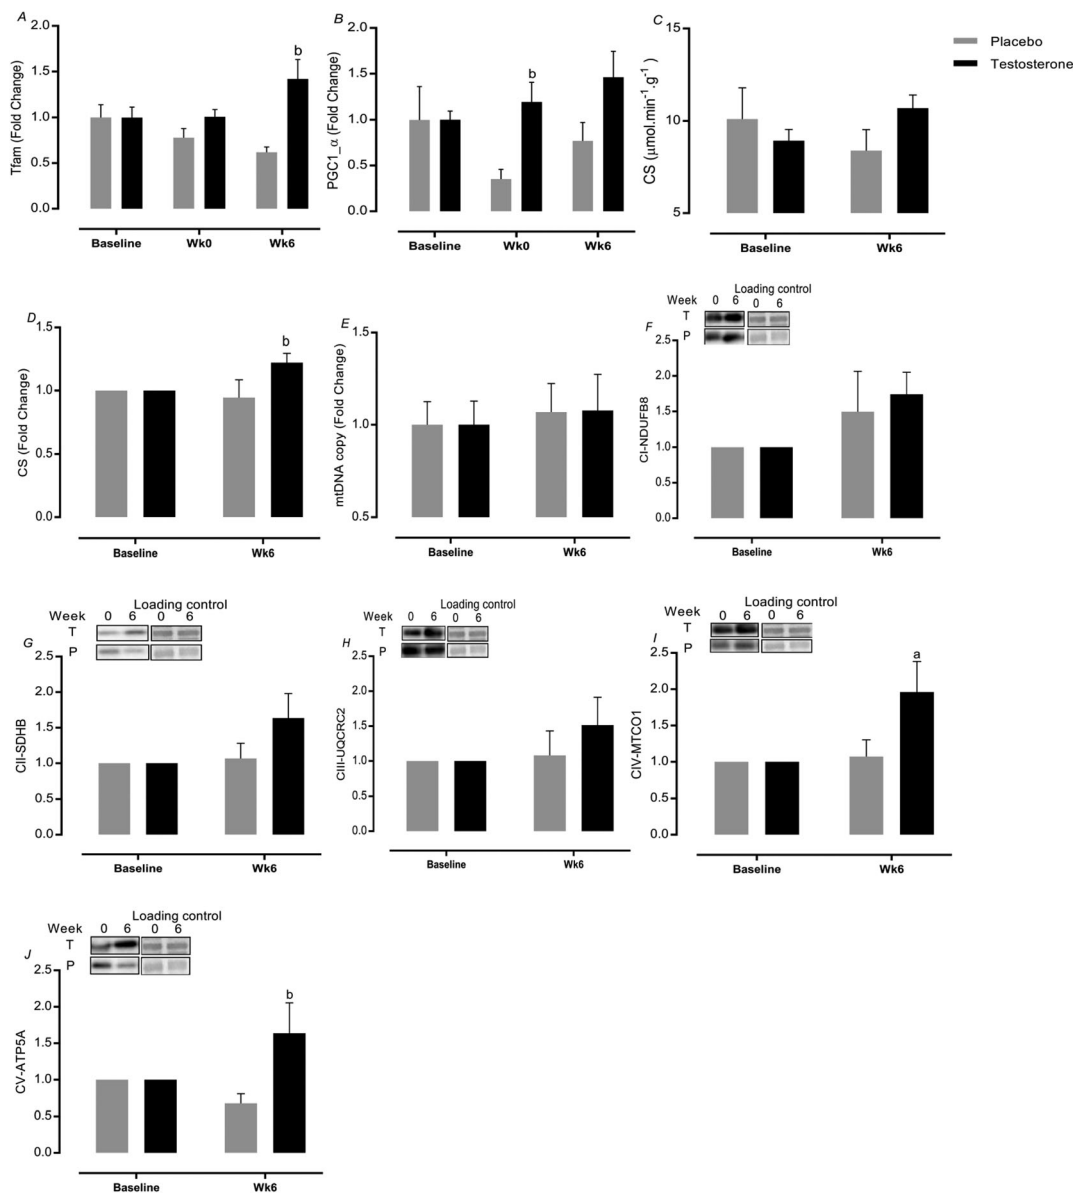 A
Tfam (Fold Change)
2.0
1.5
1.0
0.5
0.0
b
Baseline Wk0 Wk6
B
PGC1_α (Fold Change)
2.0
1.5
1.0
0.5
0.0
b
Baseline Wk0 Wk6
C
CS (μmol.min⁻¹.g⁻¹)
15
10
5
Baseline Wk6
Placebo
Testosterone
D
CS (Fold Change)
1.5
1.0
0.5
0.0
b
Baseline Wk6
E
mtDNA copy (Fold Change)
1.5
1.0
0.5
Baseline Wk6
Loading control
Week 0 6 0 6
T
P
F
CI-NDUFB8
2.5
2.0
1.5
1.0
0.5
0.0
Baseline Wk6
Loading control
Week 0 6 0 6
T
P
G
CII-SDHB
2.5
2.0
1.5
1.0
0.5
0.0
Baseline Wk6
Loading control
Week 0 6 0 6
T
P
H
CIII-UQCRC2
2.5
2.0
1.5
1.0
0.5
0.0
Baseline Wk6
Loading control
Week 0 6 0 6
T
P
I
CIV-MTCO1
2.5
2.0
1.5
1.0
0.5
0.0
a
Baseline Wk6
Loading control
Week 0 6 0 6
T
P
J
CV-ATP5A
2.5
2.0
1.5
1.0
0.5
0.0
b
Baseline Wk6